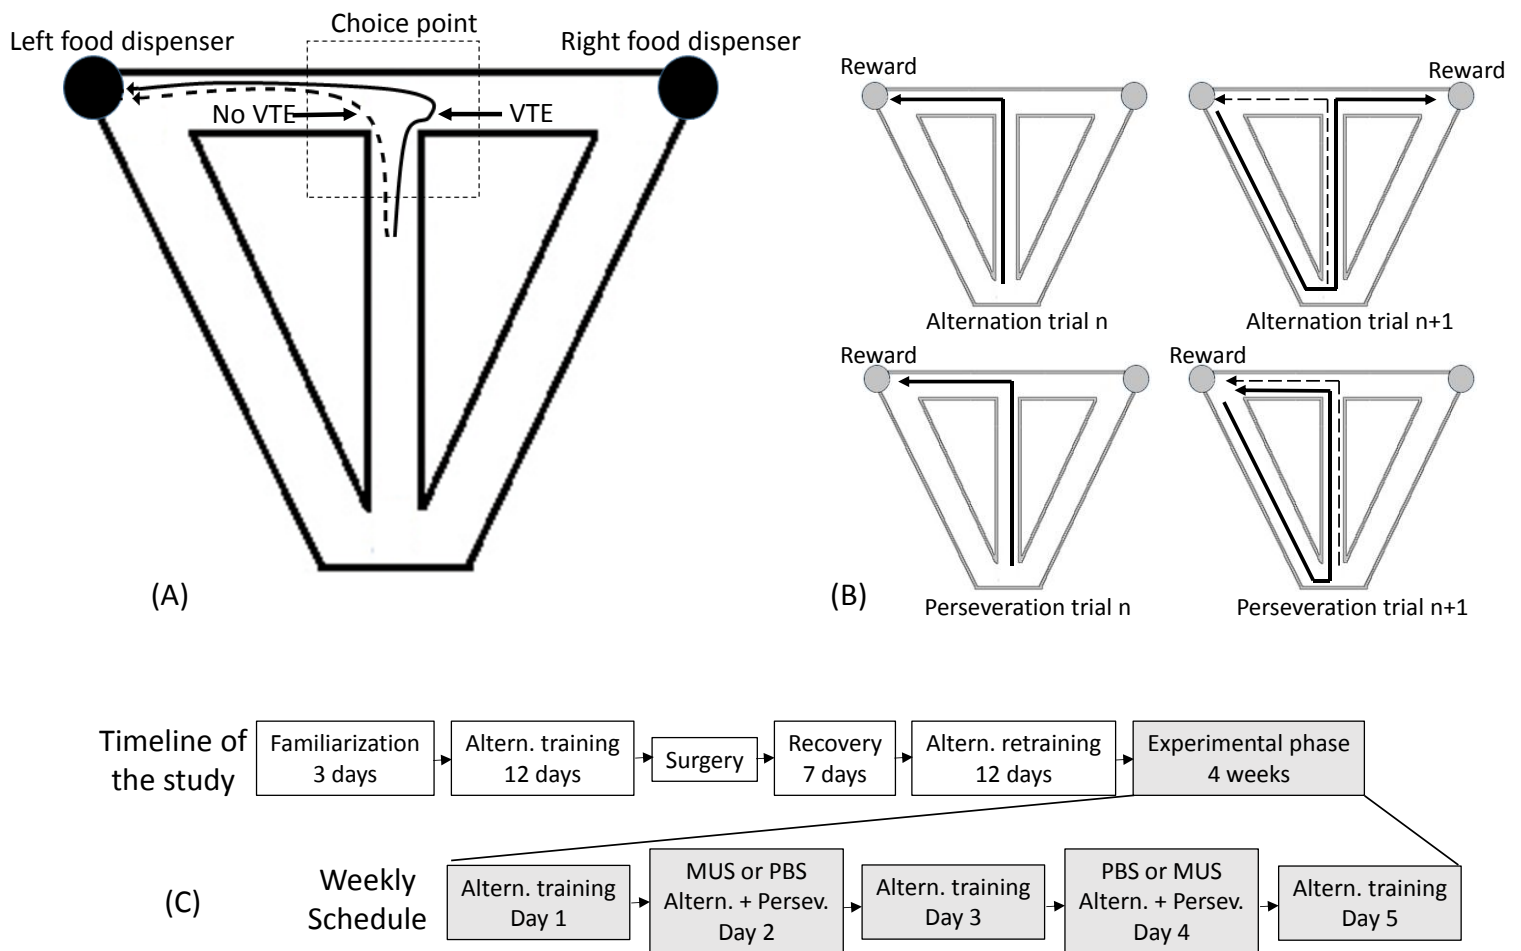 Choice point
Left food dispenser
Right food dispenser
No VTE
VTE
(A)
Reward
Reward
Alternation trial n
Alternation trial n+1
Reward
Reward
(B)
Perseveration trial n
Perseveration trial n+1
Timeline of
the study
Familiarization
3 days
Altern. training
12 days
Surgery
Recovery
7 days
Altern. retraining
12 days
Experimental phase
4 weeks
(C)
Weekly
Schedule
Altern. training
Day 1
MUS or PBS
Altern. + Persev.
Day 2
Altern. training
Day 3
PBS or MUS
Altern. + Persev.
Day 4
Altern. training
Day 5